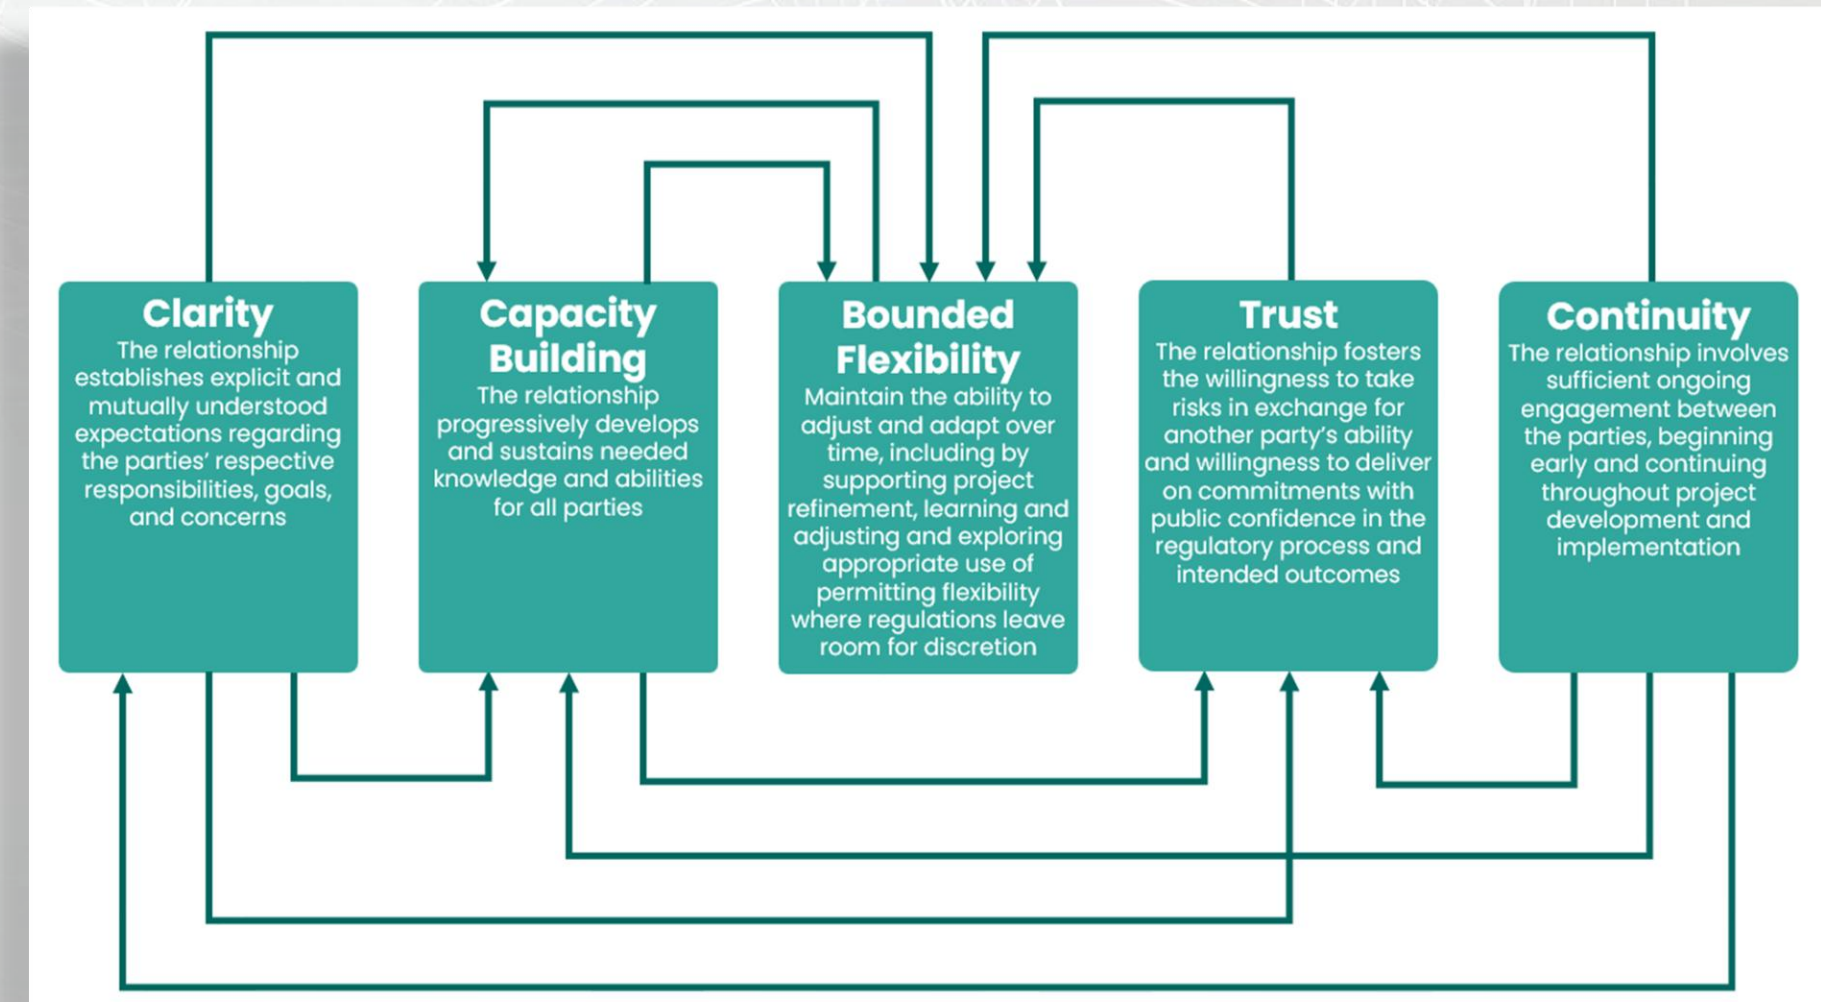 Clarity
The relationship
establishes explicit and
mutually understood
expectations regarding
the parties’ respective
responsibilities, goals,
and concerns
Capacity
Building
The relationship
progressively develops
and sustains needed
knowledge and abilities
for all parties
Bounded
Flexibility
Maintain the ability to
adjust and adapt over
time, including by
supporting project
refinement, learning and
adjusting and exploring
appropriate use of
permitting flexibility
where regulations leave
room for discretion
Trust
The relationship fosters
the willingness to take
risks in exchange for
another party’s ability
and willingness to deliver
on commitments with
public confidence in the
regulatory process and
intended outcomes
Continuity
The relationship involves
sufficient ongoing
engagement between
the parties, beginning
early and continuing
throughout project
development and
implementation